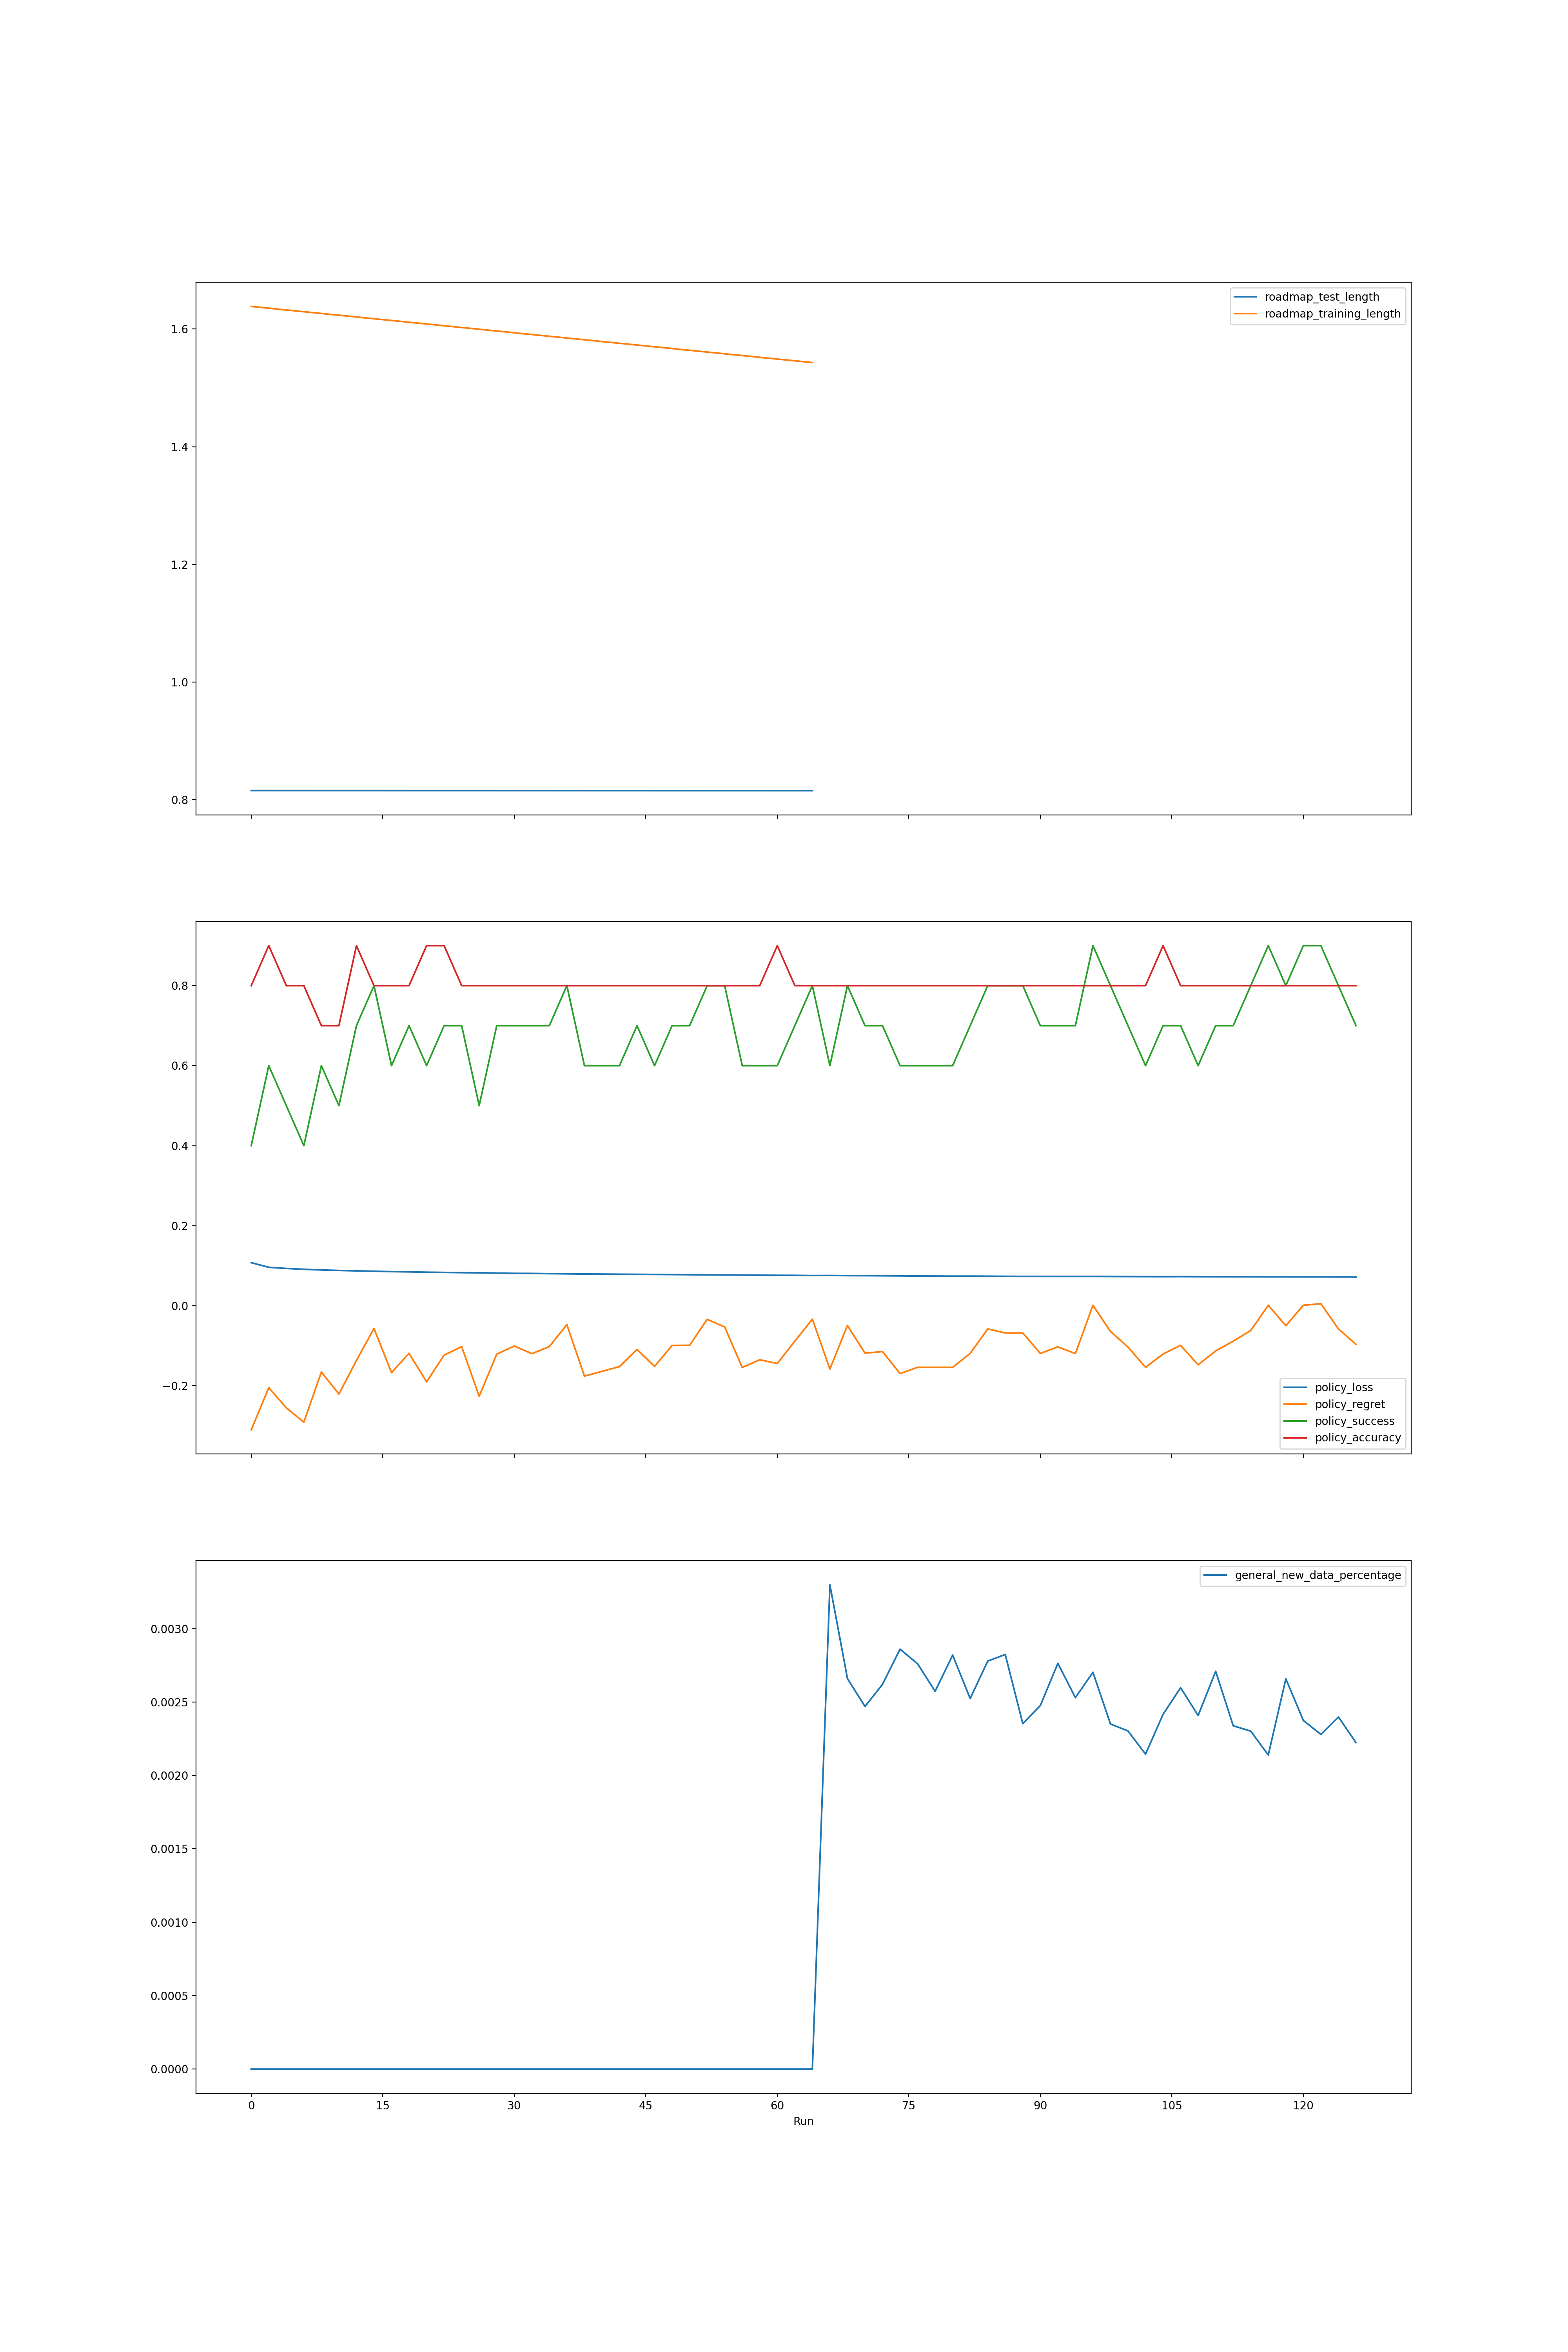 roadmap_test_length
roadmap_training_length
1.6
1.4
1.2
1.0
0.8
0.8
0.6
0.4
0.2
0.0
−0.2
policy_loss
policy_regret
policy_success
policy_accuracy
general_new_data_percentage
0.0030
0.0025
0.0020
0.0015
0.0010
0.0005
0.0000
0 15 30 45 60 75 90 105 120
Run